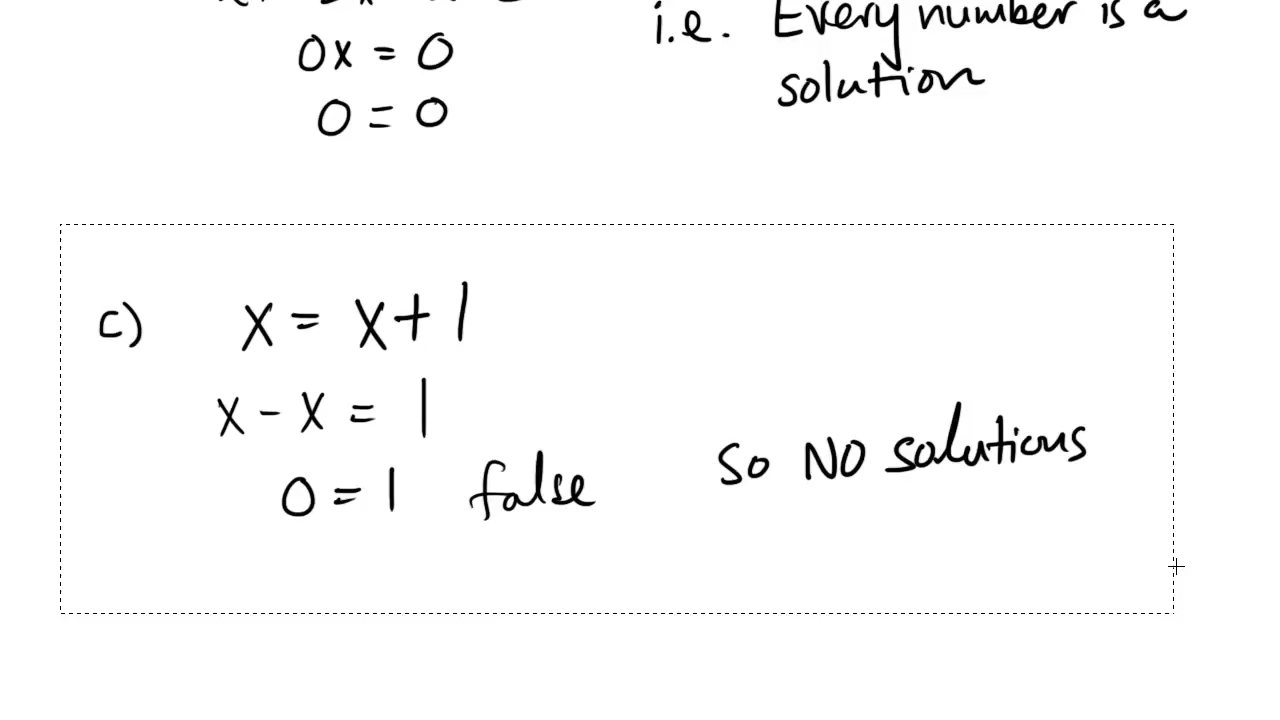 i.e. Every number is a
0x = 0
solution
0 = 0
c) x = x + 1
x - x = 1
0 = 1 false
So NO solutions